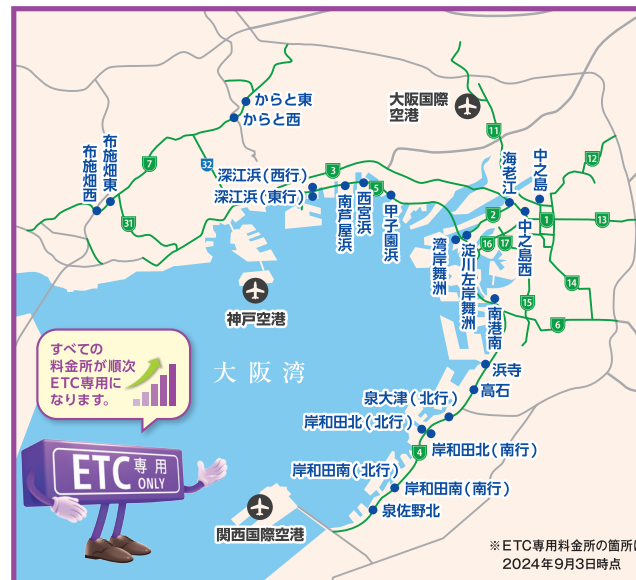 からと東
からと西
大阪国際
空港
11
布施畑東
布施畑西
7
32
31
深江浜(西行)
深江浜(東行)
3
5
南芦屋浜
西宮浜
甲子園浜
海老江
中之島
中之島西
12
1
13
2
16
17
14
15
6
湾岸舞洲
淀川左岸舞洲
南港南
神戸空港
大阪湾
すべての
料金所が順次
ETC専用に
なります。
浜寺
高石
泉大津(北行)
岸和田北(北行)
岸和田北(南行)
4
岸和田南(北行)
岸和田南(南行)
泉佐野北
関西国際空港
ETC専用
ONLY
※ETC専用料金所の箇所は
2024年9月3日時点